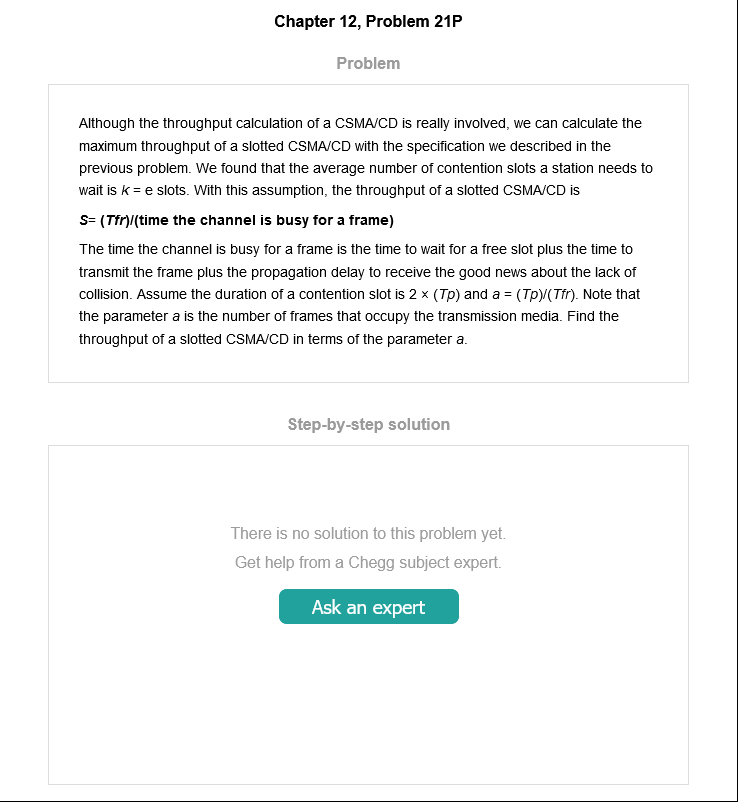 Chapter 12, Problem 21P
Problem
Although the throughput calculation of a CSMA/CD is really involved, we can calculate the
maximum throughput of a slotted CSMA/CD with the specification we described in the
previous problem. We found that the average number of contention slots a station needs to
wait is k = e slots. With this assumption, the throughput of a slotted CSMA/CD is
S= (Tfr)/(time the channel is busy for a frame)
The time the channel is busy for a frame is the time to wait for a free slot plus the time to
transmit the frame plus the propagation delay to receive the good news about the lack of
collision. Assume the duration of a contention slot is 2 × (Tp) and a = (Tp)/(Tfr). Note that
the parameter a is the number of frames that occupy the transmission media. Find the
throughput of a slotted CSMA/CD in terms of the parameter a.
Step-by-step solution
There is no solution to this problem yet.
Get help from a Chegg subject expert.
Ask an expert